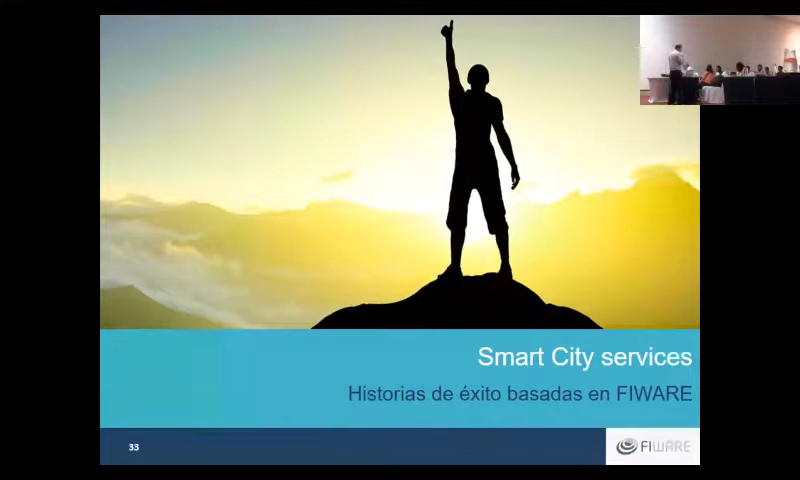 Smart City services
Historias de éxito basadas en FIWARE
33
FIWARE